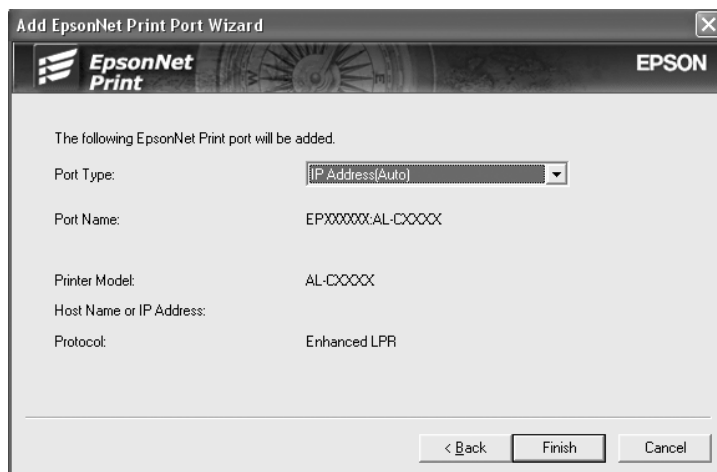 Add EpsonNet Print Port Wizard
EpsonNet
Print
EPSON
The following EpsonNet Print port will be added.
Port Type: IP Address(Auto)
Port Name: EPXXXXXX:AL-CXXXX
Printer Model: AL-CXXXX
Host Name or IP Address:
Protocol: Enhanced LPR
< Back Finish Cancel